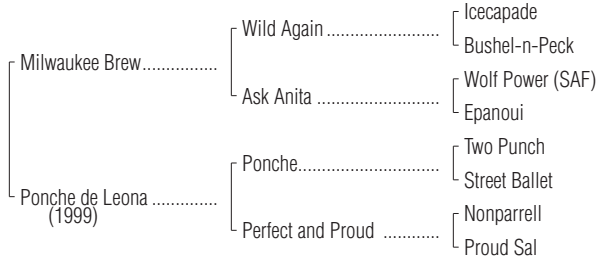 Icecapade
Wild Again
Bushel-n-Peck
Milwaukee Brew
Wolf Power (SAF)
Ask Anita
Epanoui
Two Punch
Ponche
Street Ballet
Ponche de Leona
(1999)
Nonparrell
Perfect and Proud
Proud Sal